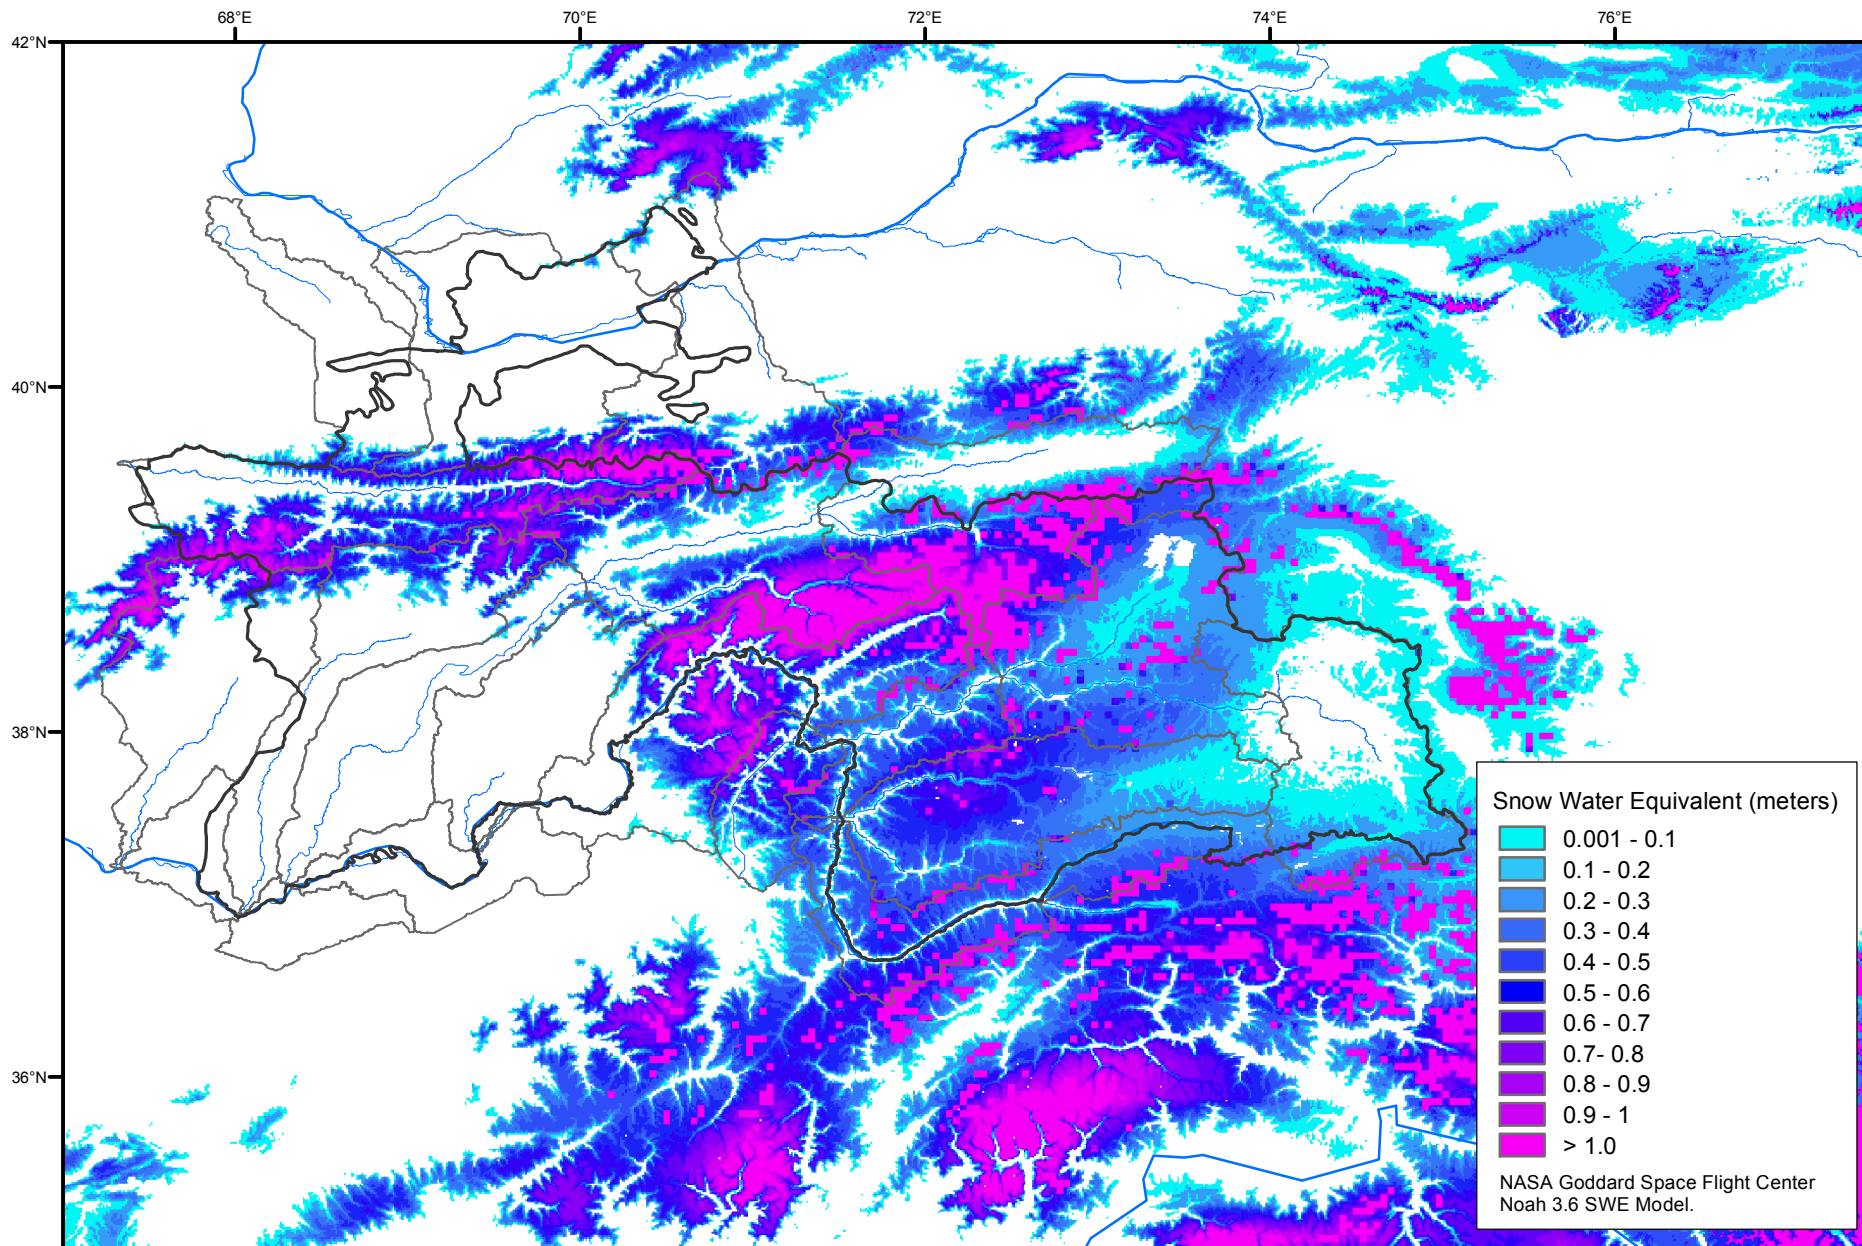 68°E
70°E
72°E
74°E
76°E
42°N
40°N
38°N
36°N
Snow Water Equivalent (meters)
0.001 - 0.1
0.1 - 0.2
0.2 - 0.3
0.3 - 0.4
0.4 - 0.5
0.5 - 0.6
0.6 - 0.7
0.7- 0.8
0.8 - 0.9
0.9 - 1
> 1.0
NASA Goddard Space Flight Center
Noah 3.6 SWE Model.